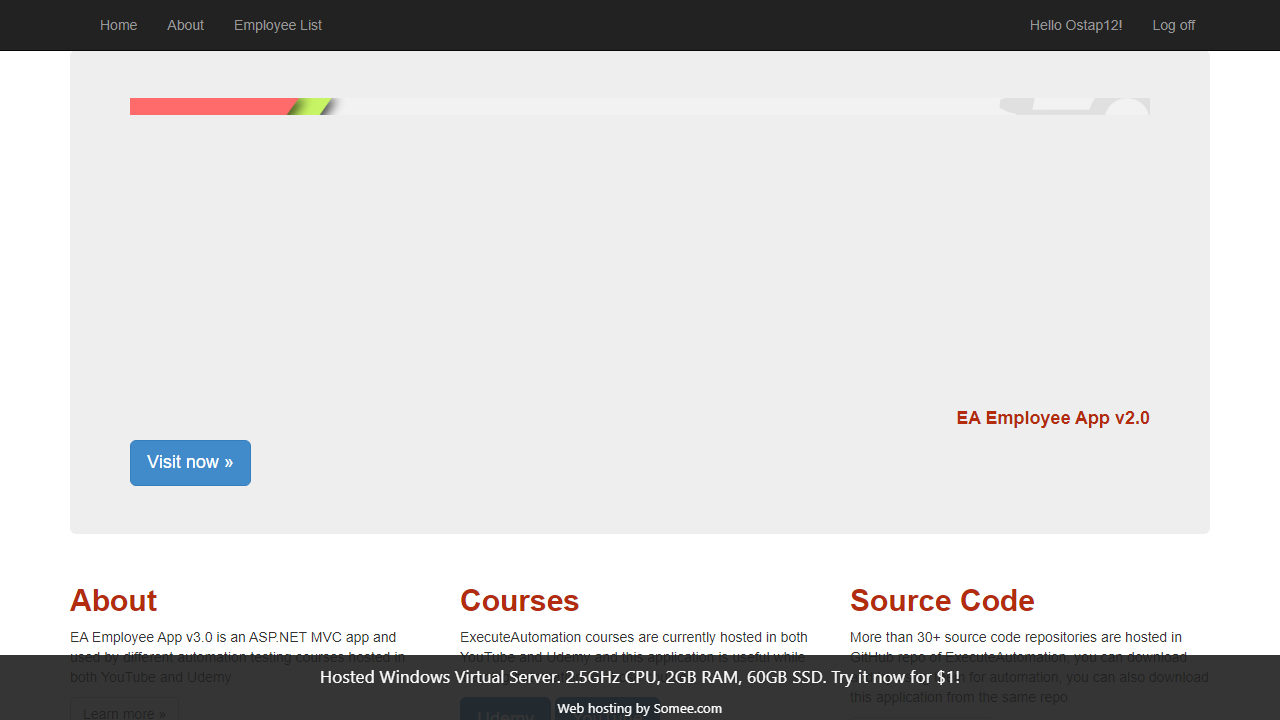 Home About Employee List Hello Ostap12! Log off
EA Employee App v2.0
Visit now »
About
EA Employee App v3.0 is an ASP.NET MVC app and
used by different automation testing courses hosted in
both YouTube and Udemy
Learn more »
Courses
ExecuteAutomation courses are currently hosted in both
YouTube and Udemy and this application is useful while
Udemy
Source Code
More than 30+ source code repositories are hosted in
GitHub repo of ExecuteAutomation, you can download
for automation, you can also download
this application from the same repo
Hosted Windows Virtual Server. 2.5GHz CPU, 2GB RAM, 60GB SSD. Try it now for $1!
Web hosting by Somee.com